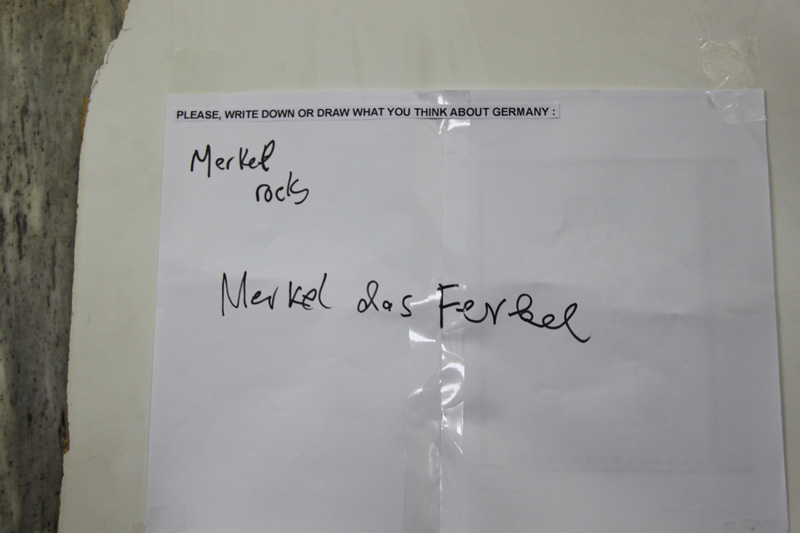 PLEASE, WRITE DOWN OR DRAW WHAT YOU THINK ABOUT GERMANY :
Merkel
rocks
Merkel das Ferkel